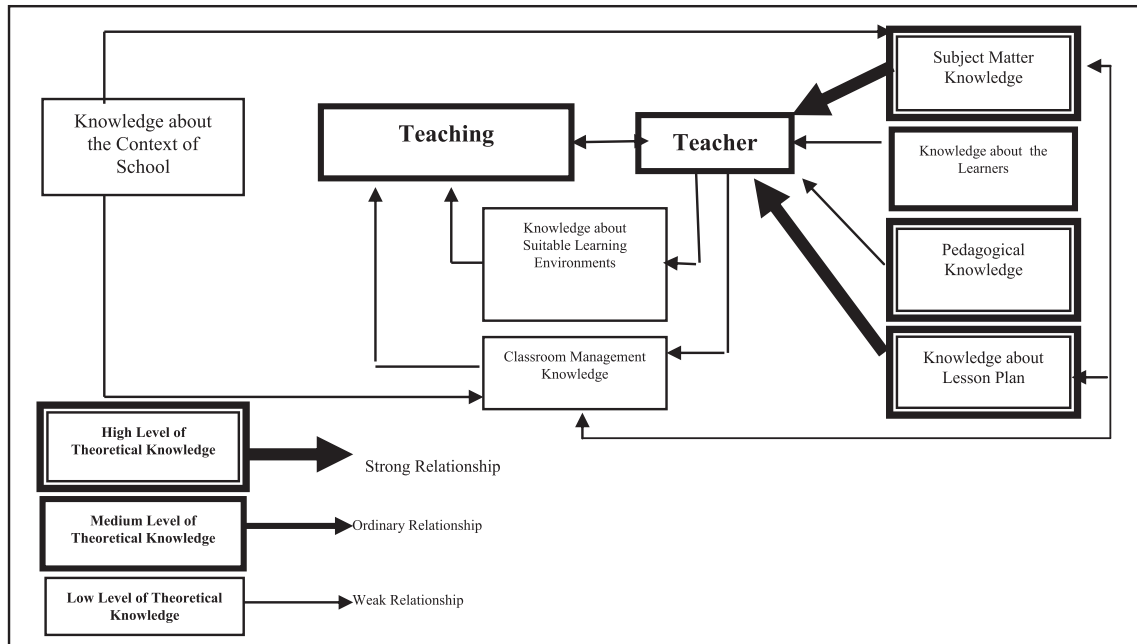 Knowledge about
the Context of
School
Teaching
Teacher
Subject Matter
Knowledge
Knowledge about the
Learners
Pedagogical
Knowledge
Knowledge about
Lesson Plan
Knowledge about
Suitable Learning
Environments
Classroom Management
Knowledge
High Level of
Theoretical Knowledge
Strong Relationship
Medium Level of
Theoretical Knowledge
Ordinary Relationship
Low Level of Theoretical
Knowledge
Weak Relationship